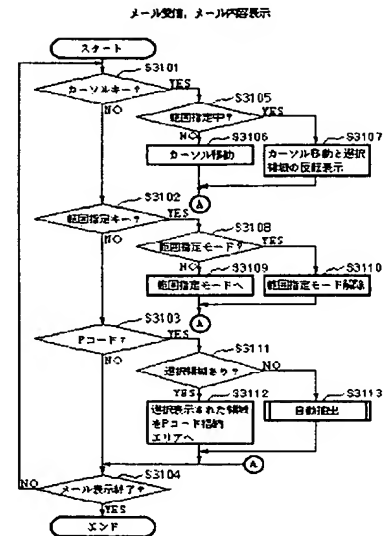 メール受信,メール内容表示
スタート
S3101
カーソルキー?
YES
NO
S3105
範囲指定中?
YES
NO
S3106
カーソル移動
S3107
カーソル移動と選択
領域の反転表示
A
S3102
範囲指定キー?
YES
NO
S3108
範囲指定モード?
YES
NO
S3109
範囲指定モードへ
S3110
範囲指定モード解除
A
S3103
Pコード?
YES
NO
S3111
選択領域あり?
NO
YES
S3112
選択表示された領域
をPコード格納
エリアへ
S3113
自動抽出
A
S3104
NO
メール表示終了?
YES
エンド